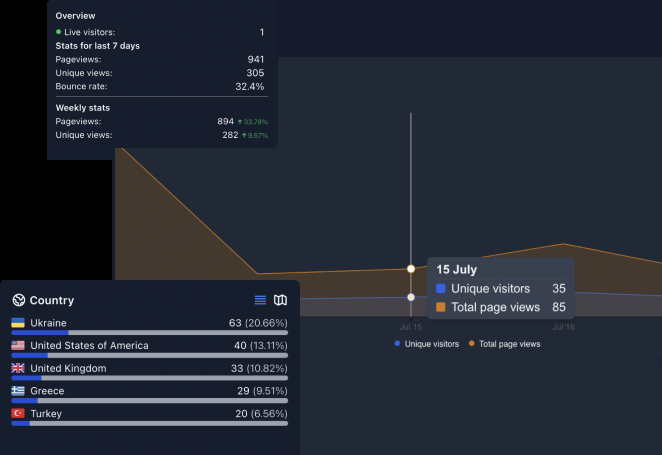 Overview
Live visitors: 1
Stats for last 7 days
Pageviews: 941
Unique views: 305
Bounce rate: 32.4%
Weekly stats
Pageviews: 894 ↑33.78%
Unique views: 282 ↑9.57%
15 July
Unique visitors 35
Total page views 85
Jul 15 Jul 16
Unique visitors Total page views
Country
Ukraine 63 (20.66%)
United States of America 40 (13.11%)
United Kingdom 33 (10.82%)
Greece 29 (9.51%)
Turkey 20 (6.56%)